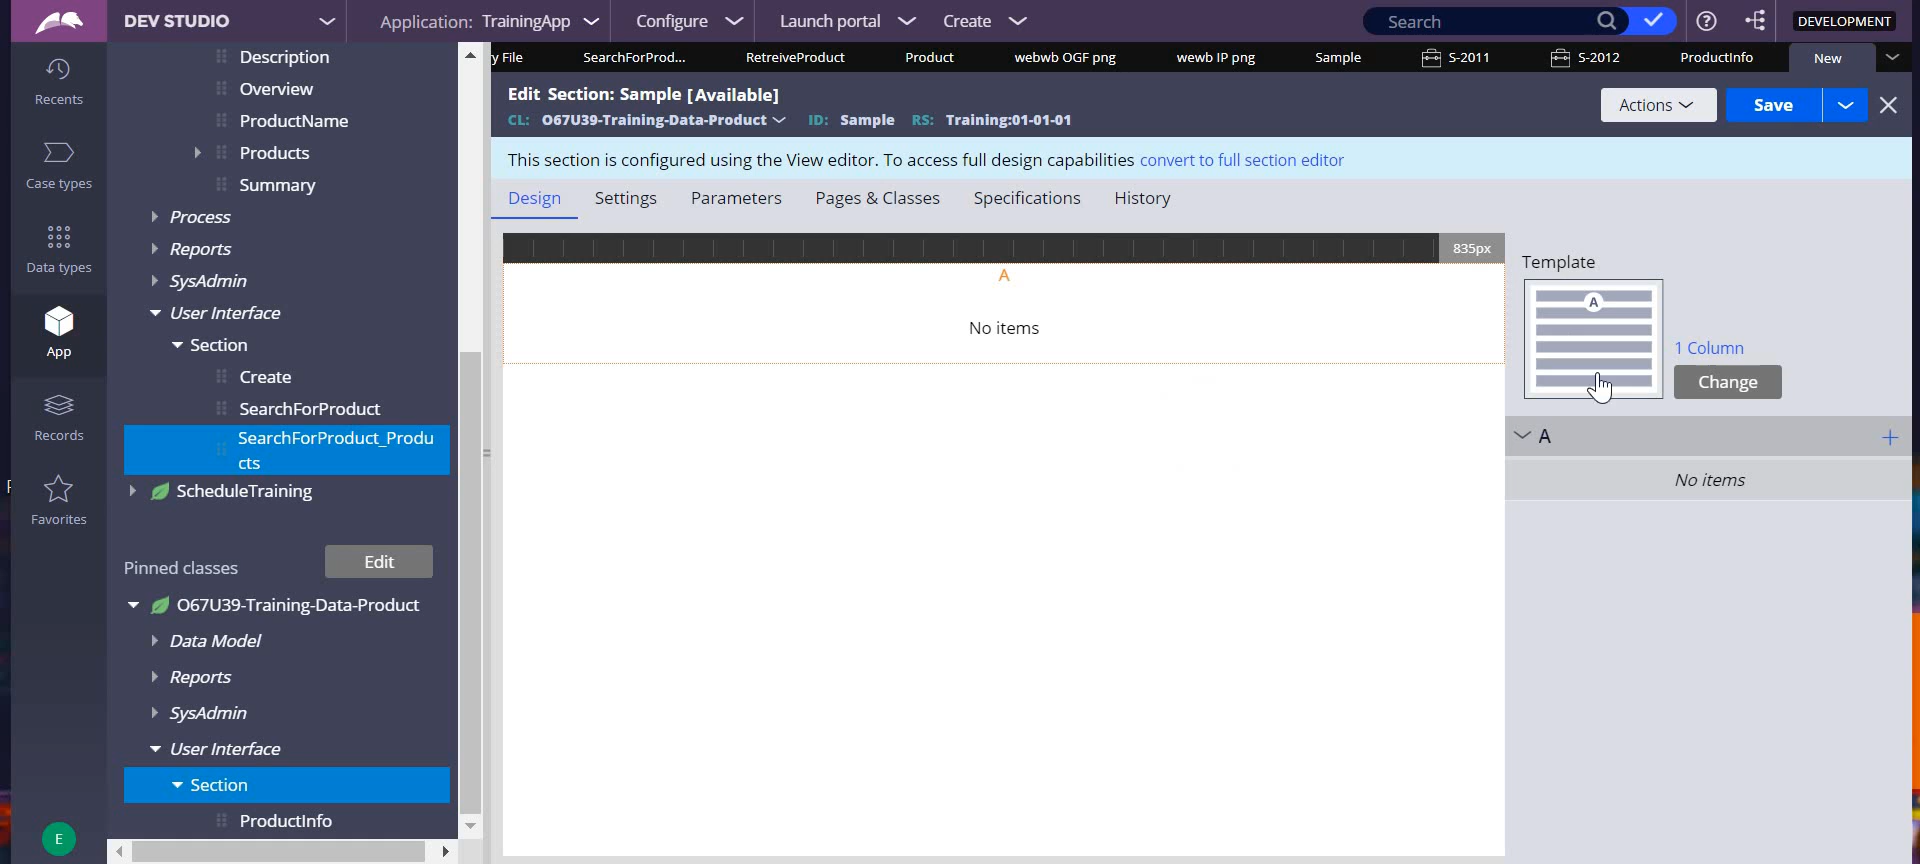 DEV STUDIO
Application: TrainingApp
Configure
Launch portal
Create
Search
DEVELOPMENT
y File
SearchForProd...
RetreiveProduct
Product
webwb OGF png
wewb IP png
Sample
S-2011
S-2012
ProductInfo
New
Recents
Case types
Data types
App
Records
Favorites
E
Description
Overview
ProductName
Products
Summary
Process
Reports
SysAdmin
User Interface
Section
Create
SearchForProduct
SearchForProduct_Produ
cts
ScheduleTraining
Pinned classes
Edit
O67U39-Training-Data-Product
Data Model
Reports
SysAdmin
User Interface
Section
ProductInfo
Edit Section: Sample [Available]
CL: O67U39-Training-Data-Product ID: Sample RS: Training:01-01-01
Actions
Save
This section is configured using the View editor. To access full design capabilities convert to full section editor
Design
Settings
Parameters
Pages & Classes
Specifications
History
835px
A
No items
Template
A
1 Column
Change
A
No items